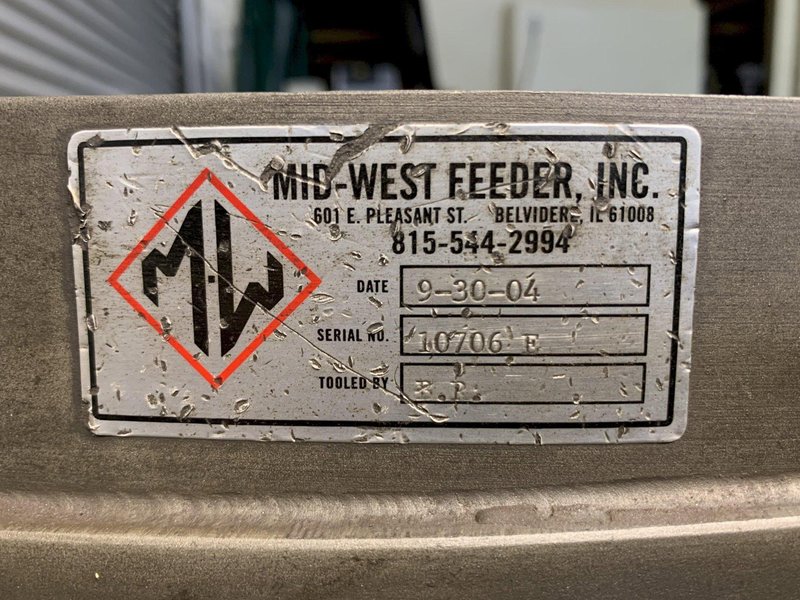 MID-WEST FEEDER, INC.
601 E. PLEASANT ST. BELVIDERE, IL 61008
815-544-2994
M-W
DATE 9-30-04
SERIAL NO. 10706 E
TOOLED BY